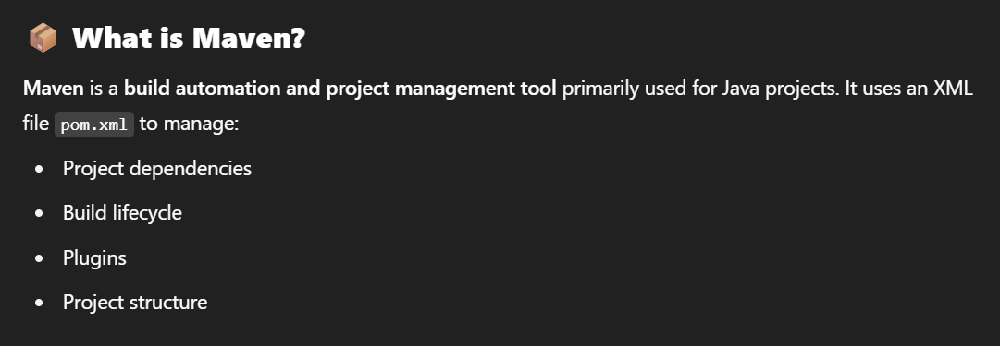 📦 What is Maven?
Maven is a build automation and project management tool primarily used for Java projects. It uses an XML
file pom.xml to manage:
• Project dependencies
• Build lifecycle
• Plugins
• Project structure